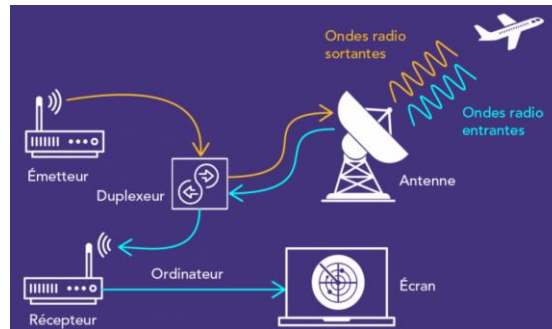 Ondes radio
sortantes
Ondes radio
entrantes
Émetteur
Duplexeur
Antenne
Ordinateur
Écran
Récepteur